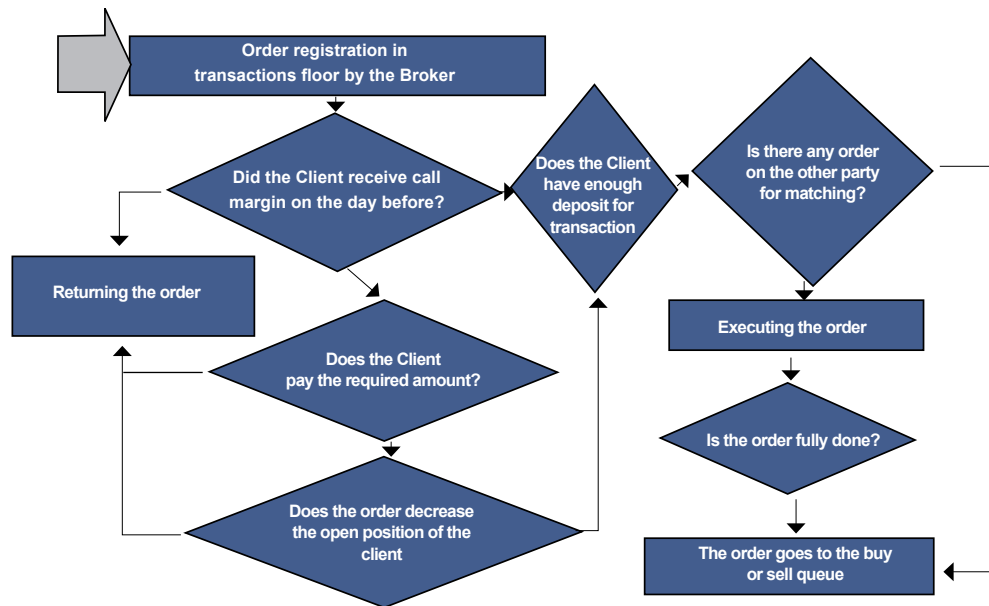 Order registration in
transactions floor by the Broker
Did the Client receive call
margin on the day before?
Does the Client
have enough
deposit for
transaction
Is there any order
on the other party
for matching?
Returning the order
Executing the order
Does the Client
pay the required amount?
Is the order fully done?
Does the order decrease
the open position of the
client
The order goes to the buy
or sell queue